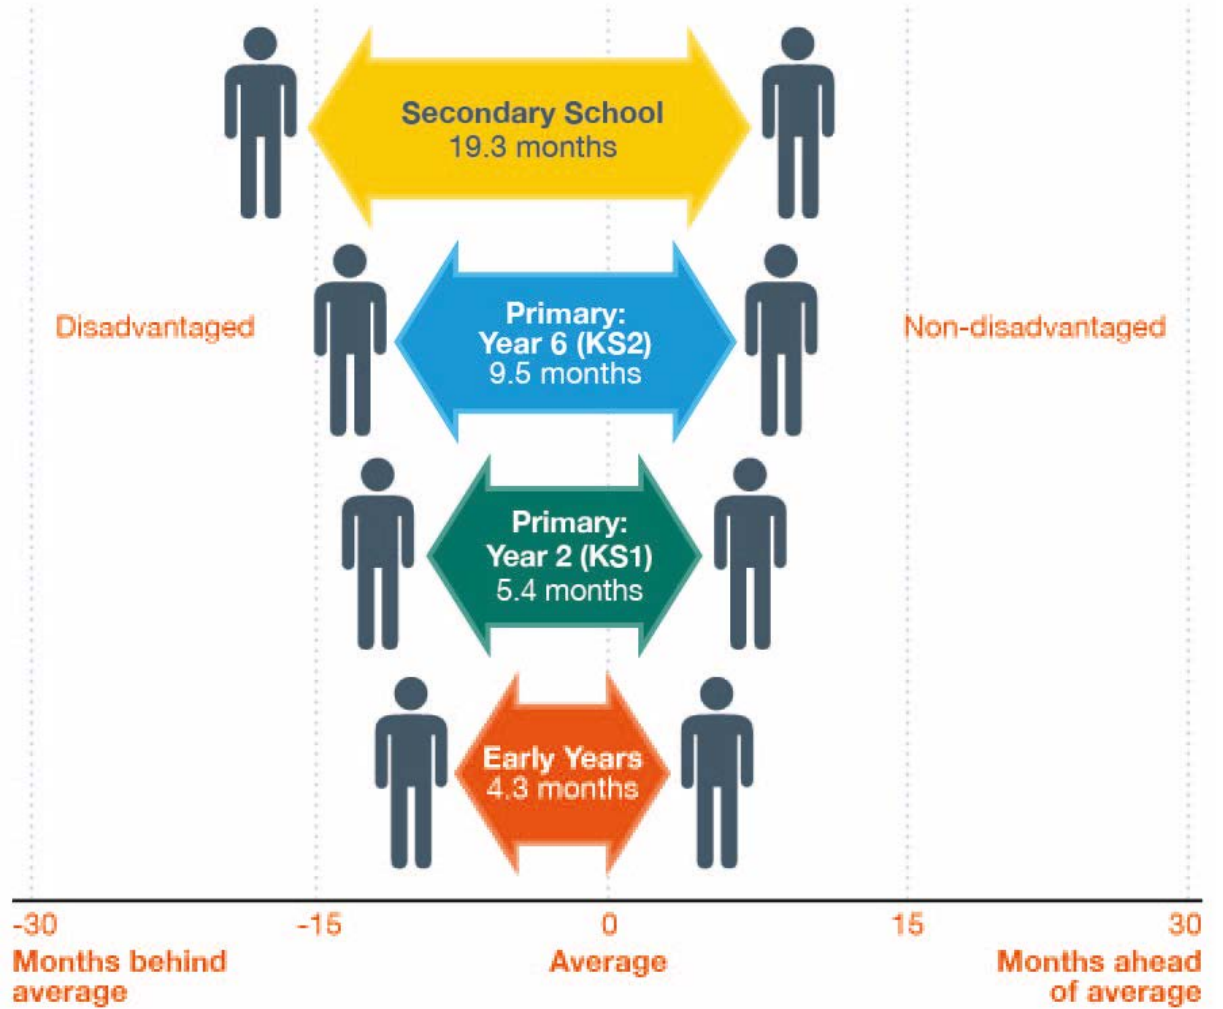 Secondary School
19.3 months
Primary:
Year 6 (KS2)
9.5 months
Disadvantaged
Non-disadvantaged
Primary:
Year 2 (KS1)
5.4 months
Early Years
4.3 months
-30
-15
0
15
30
Months behind
average
Average
Months ahead
of average